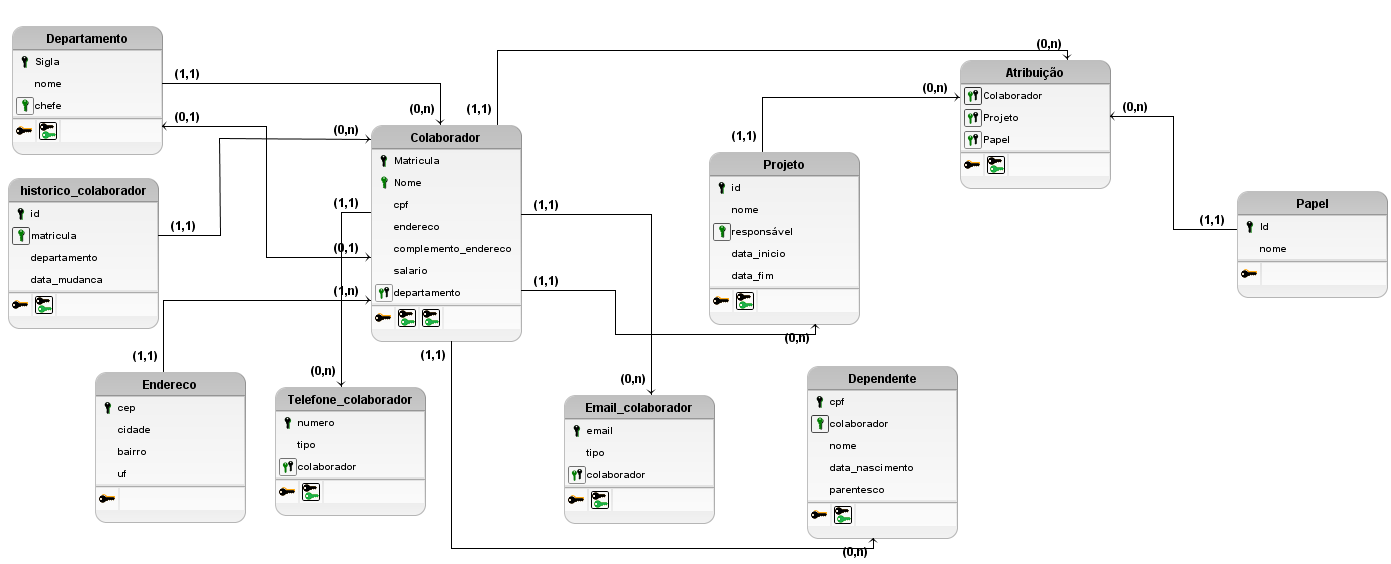 Departamento
Sigla
nome
chefe
(1,1)
(0,1)
(0,n)
(0,n)
(1,1)
historico_colaborador
id
matricula
departamento
data_mudanca
(1,1)
Colaborador
Matricula
Nome
cpf
endereco
complemento_endereco
salario
departamento
(1,1)
(0,1)
(1,n)
(1,1)
(1,1)
(1,1)
(1,1)
Endereco
cep
cidade
bairro
uf
(0,n)
Telefone_colaborador
numero
tipo
colaborador
(0,n)
Email_colaborador
email
tipo
colaborador
(1,1)
Projeto
id
nome
responsável
data_inicio
data_fim
(0,n)
Dependente
cpf
colaborador
nome
data_nascimento
parentesco
(0,n)
(0,n)
(0,n)
Atribuição
Colaborador
Projeto
Papel
(0,n)
(1,1)
Papel
Id
nome